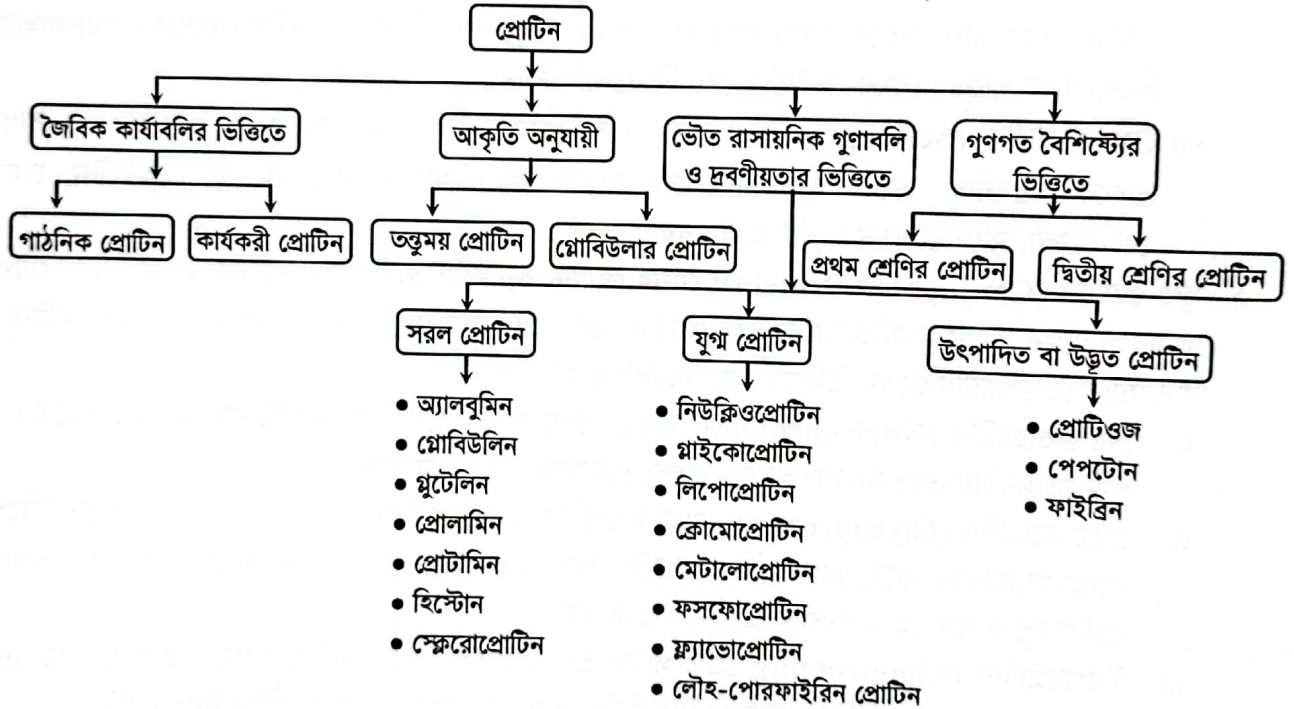 প্রোটিন
জৈবিক কার্যাবলির ভিত্তিতে
আকৃতি অনুযায়ী
ভৌত রাসায়নিক গুণাবলি
ও দ্রবণীয়তার ভিত্তিতে
গুণগত বৈশিষ্ট্যের
ভিত্তিতে
গাঠনিক প্রোটিন
কার্যকরী প্রোটিন
তন্তুময় প্রোটিন
গ্লোবিউলার প্রোটিন
প্রথম শ্রেণির প্রোটিন
দ্বিতীয় শ্রেণির প্রোটিন
সরল প্রোটিন
● অ্যালবুমিন
● গ্লোবিউলিন
● গ্লুটেলিন
● প্রোলামিন
● প্রোটামিন
● হিস্টোন
● স্ক্লেরোপ্রোটিন
যুগ্ম প্রোটিন
● নিউক্লিওপ্রোটিন
● গ্লাইকোপ্রোটিন
● লিপোপ্রোটিন
● ক্রোমোপ্রোটিন
● মেটালোপ্রোটিন
● ফসফোপ্রোটিন
● ফ্ল্যাভোপ্রোটিন
● লৌহ-পোরফাইরিন প্রোটিন
উৎপাদিত বা উদ্ভূত প্রোটিন
● প্রোটিওজ
● পেপটোন
● ফাইব্রিন